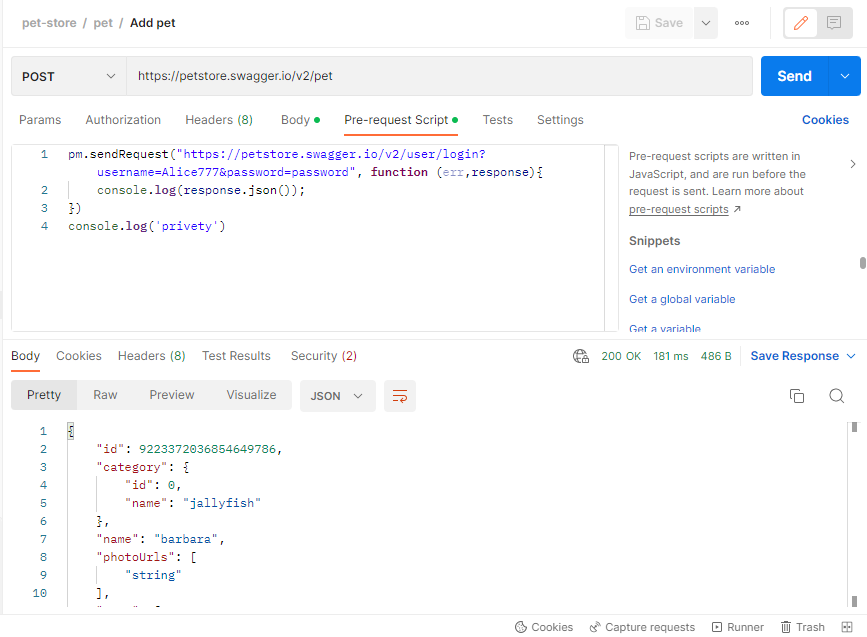 pet-store / pet / Add pet
Save
POST
https://petstore.swagger.io/v2/pet
Send
Params Authorization Headers (8) Body Pre-request Script Tests Settings Cookies
1 pm.sendRequest("https://petstore.swagger.io/v2/user/login?
username=Alice777&password=password", function (err,response){
2 console.log(response.json());
3 })
4 console.log('privety')
Pre-request scripts are written in
JavaScript, and are run before the
request is sent. Learn more about
pre-request scripts ↗
Snippets
Get an environment variable
Get a global variable
Get a variable
Body Cookies Headers (8) Test Results Security (2) 200 OK 181 ms 486 B Save Response
Pretty Raw Preview Visualize JSON
1 {
2 "id": 9223372036854649786,
3 "category": {
4 "id": 0,
5 "name": "jallyfish"
6 },
7 "name": "barbara",
8 "photoUrls": [
9 "string"
10 ],
Cookies Capture requests Runner Trash